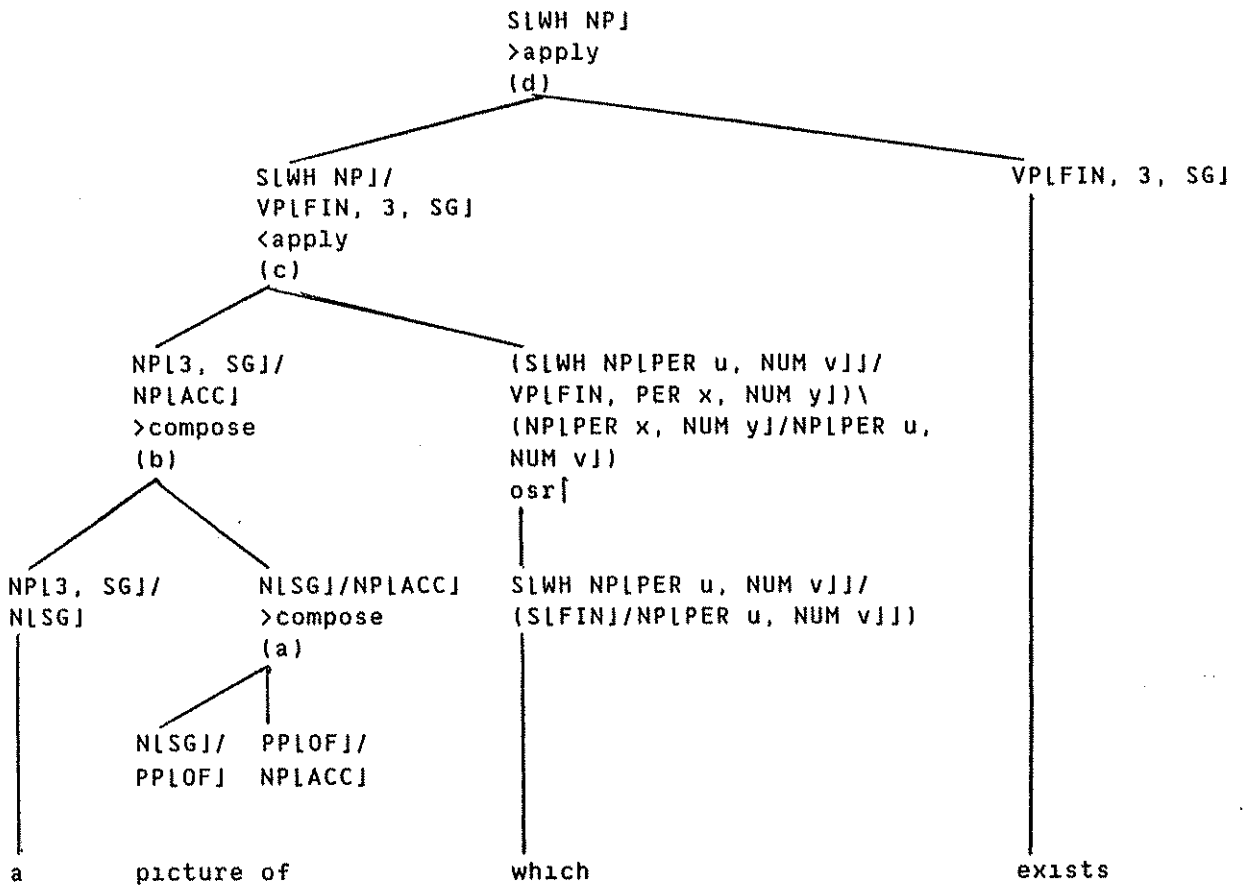 S⌊WH NP⌋
>apply
(d)
S⌊WH NP⌋/
VP⌊FIN, 3, SG⌋
<apply
(c)
VP⌊FIN, 3, SG⌋
NP⌊3, SG⌋/
NP⌊ACC⌋
>compose
(b)
(S⌊WH NP⌊PER u, NUM v⌋⌋/
VP⌊FIN, PER x, NUM y⌋)\
(NP⌊PER x, NUM y⌋/NP⌊PER u,
NUM v⌋)
osr⌈
NP⌊3, SG⌋/
N⌊SG⌋
N⌊SG⌋/NP⌊ACC⌋
>compose
(a)
S⌊WH NP⌊PER u, NUM v⌋⌋/
(S⌊FIN⌋/NP⌊PER u, NUM v⌋⌋)
N⌊SG⌋/ PP⌊OF⌋/
PP⌊OF⌋ NP⌊ACC⌋
a picture of which exists